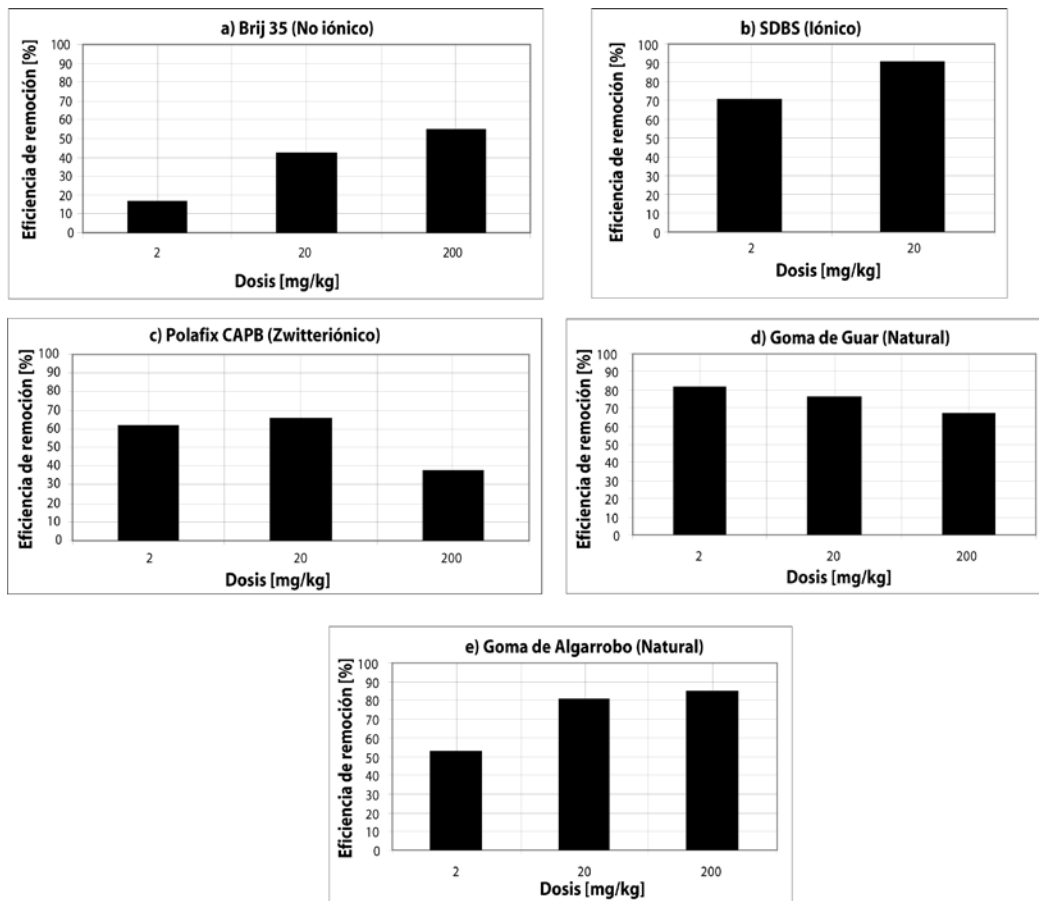 a) Brij 35 (No iónico)
Eficiencia de remoción [%]
100
90
80
70
60
50
40
30
20
10
0
2 20 200
Dosis [mg/kg]
b) SDBS (Iónico)
Eficiencia de remoción [%]
100
90
80
70
60
50
40
30
20
10
0
2 20
Dosis [mg/kg]
c) Polafix CAPB (Zwitteriónico)
Eficiencia de remoción [%]
100
90
80
70
60
50
40
30
20
10
0
2 20 200
Dosis [mg/kg]
d) Goma de Guar (Natural)
Eficiencia de remoción [%]
100
90
80
70
60
50
40
30
20
10
0
2 20 200
Dosis [mg/kg]
e) Goma de Algarrobo (Natural)
Eficiencia de remoción [%]
100
90
80
70
60
50
40
30
20
10
0
2 20 200
Dosis [mg/kg]